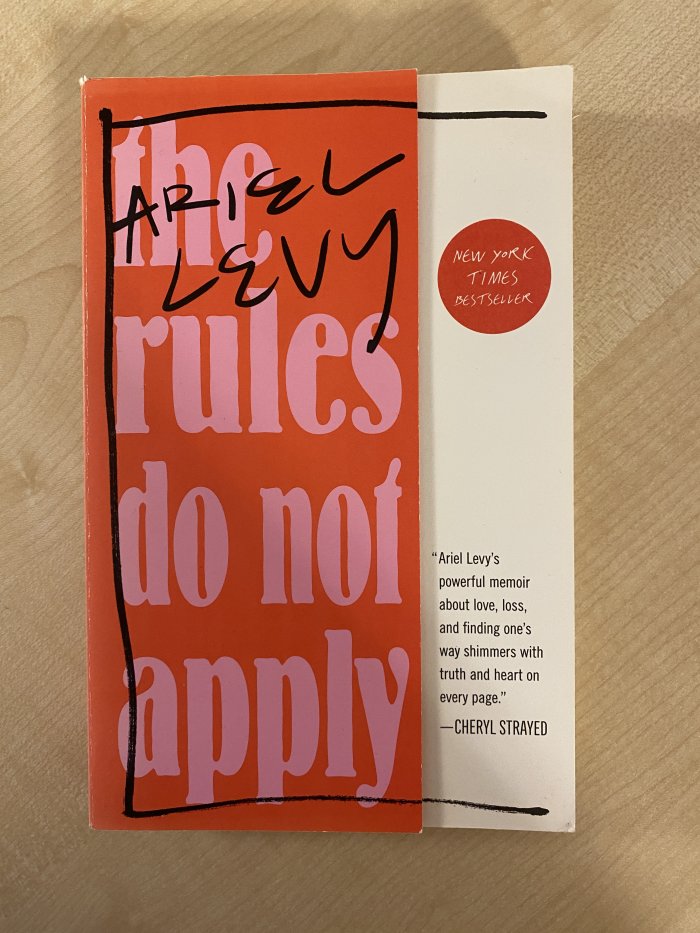 the
ARIEL
LEVY
rules
do not
apply
NEW YORK
TIMES
BESTSELLER
“Ariel Levy’s
powerful memoir
about love, loss,
and finding one’s
way shimmers with
truth and heart on
every page.”
—CHERYL STRAYED